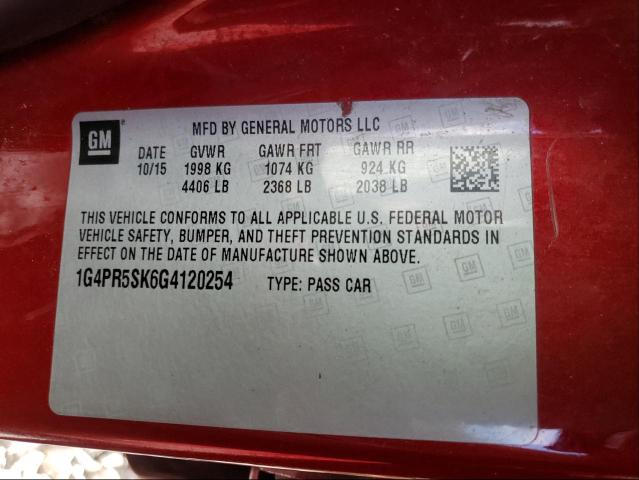 GM
MFD BY GENERAL MOTORS LLC
DATE GVWR GAWR FRT GAWR RR
10/15 1998 KG 1074 KG 924 KG
4406 LB 2368 LB 2038 LB
THIS VEHICLE CONFORMS TO ALL APPLICABLE U.S. FEDERAL MOTOR
VEHICLE SAFETY, BUMPER, AND THEFT PREVENTION STANDARDS IN
EFFECT ON THE DATE OF MANUFACTURE SHOWN ABOVE.
1G4PR5SK6G4120254 TYPE: PASS CAR